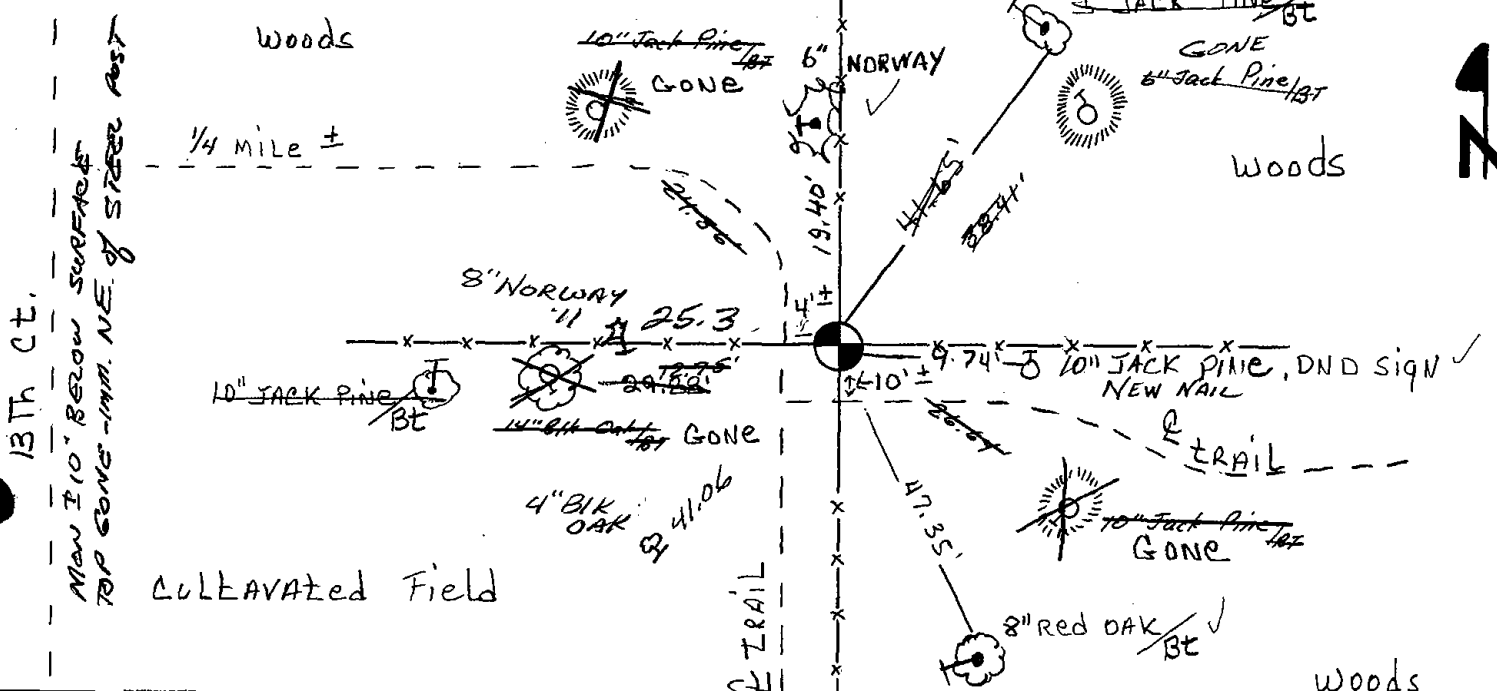 JACK PINE/Bt
woods
10" Jack Pine/BT
GONE
6" NORWAY
GONE
6" Jack Pine/BT
N
1/4 MiLe ±
woods
41.65'
38.41'
19.40'
8" NORWAY
25.3
4'±
9.74'
10" JACK PINE, DND SIGN
NEW NAIL
10" JACK PINE/Bt
10'±
14" Blk Oak/BT GONE
℄ tRAiL
4" Blk
OAK
41.06
47.35'
10" Jack Pine/BT
GONE
CuLtAVAted Field
℄ TRAiL
8" Red OAK/Bt
woods
13Th Ct.
MON ± 10" BELOW SURFACE
TOP GONE - IMM. NE. of STEEL POST